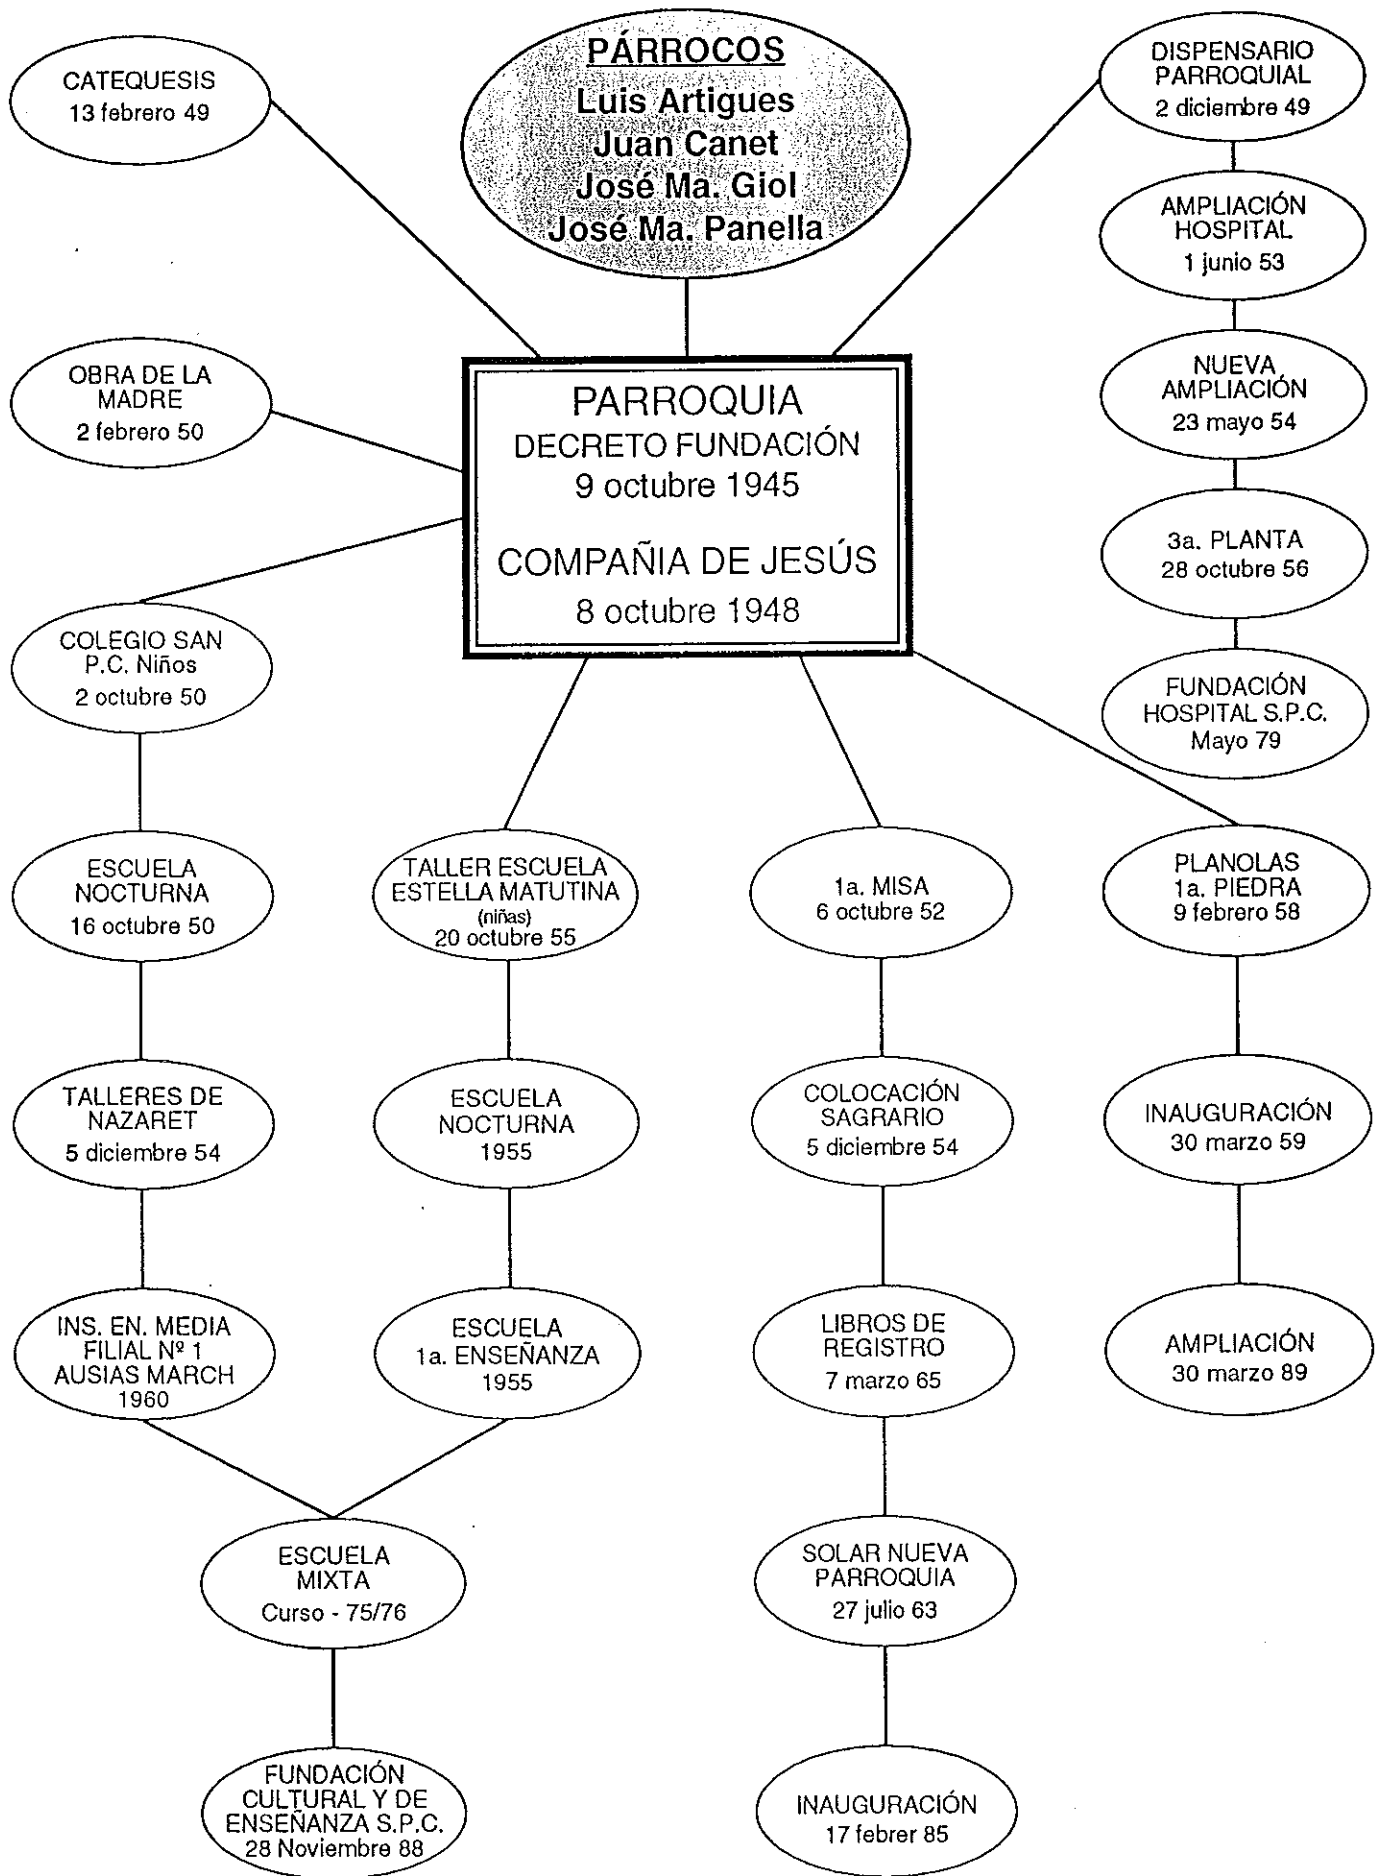 CATEQUESIS
13 febrero 49
PÁRROCOS
Luis Artigues
Juan Canet
José Ma. Giol
José Ma. Panella
DISPENSARIO
PARROQUIAL
2 diciembre 49
AMPLIACIÓN
HOSPITAL
1 junio 53
OBRA DE LA
MADRE
2 febrero 50
PARROQUIA
DECRETO FUNDACIÓN
9 octubre 1945
COMPAÑIA DE JESÚS
8 octubre 1948
NUEVA
AMPLIACIÓN
23 mayo 54
3a. PLANTA
28 octubre 56
FUNDACIÓN
HOSPITAL S.P.C.
Mayo 79
COLEGIO SAN
P.C. Niños
2 octubre 50
ESCUELA
NOCTURNA
16 octubre 50
TALLER ESCUELA
ESTELLA MATUTINA
(niñas)
20 octubre 55
1a. MISA
6 octubre 52
PLANOLAS
1a. PIEDRA
9 febrero 58
TALLERES DE
NAZARET
5 diciembre 54
ESCUELA
NOCTURNA
1955
COLOCACIÓN
SAGRARIO
5 diciembre 54
INAUGURACIÓN
30 marzo 59
INS. EN. MEDIA
FILIAL Nº 1
AUSIAS MARCH
1960
ESCUELA
1a. ENSEÑANZA
1955
LIBROS DE
REGISTRO
7 marzo 65
AMPLIACIÓN
30 marzo 89
ESCUELA
MIXTA
Curso - 75/76
SOLAR NUEVA
PARROQUIA
27 julio 63
FUNDACIÓN
CULTURAL Y DE
ENSEÑANZA S.P.C.
28 Noviembre 88
INAUGURACIÓN
17 febrer 85